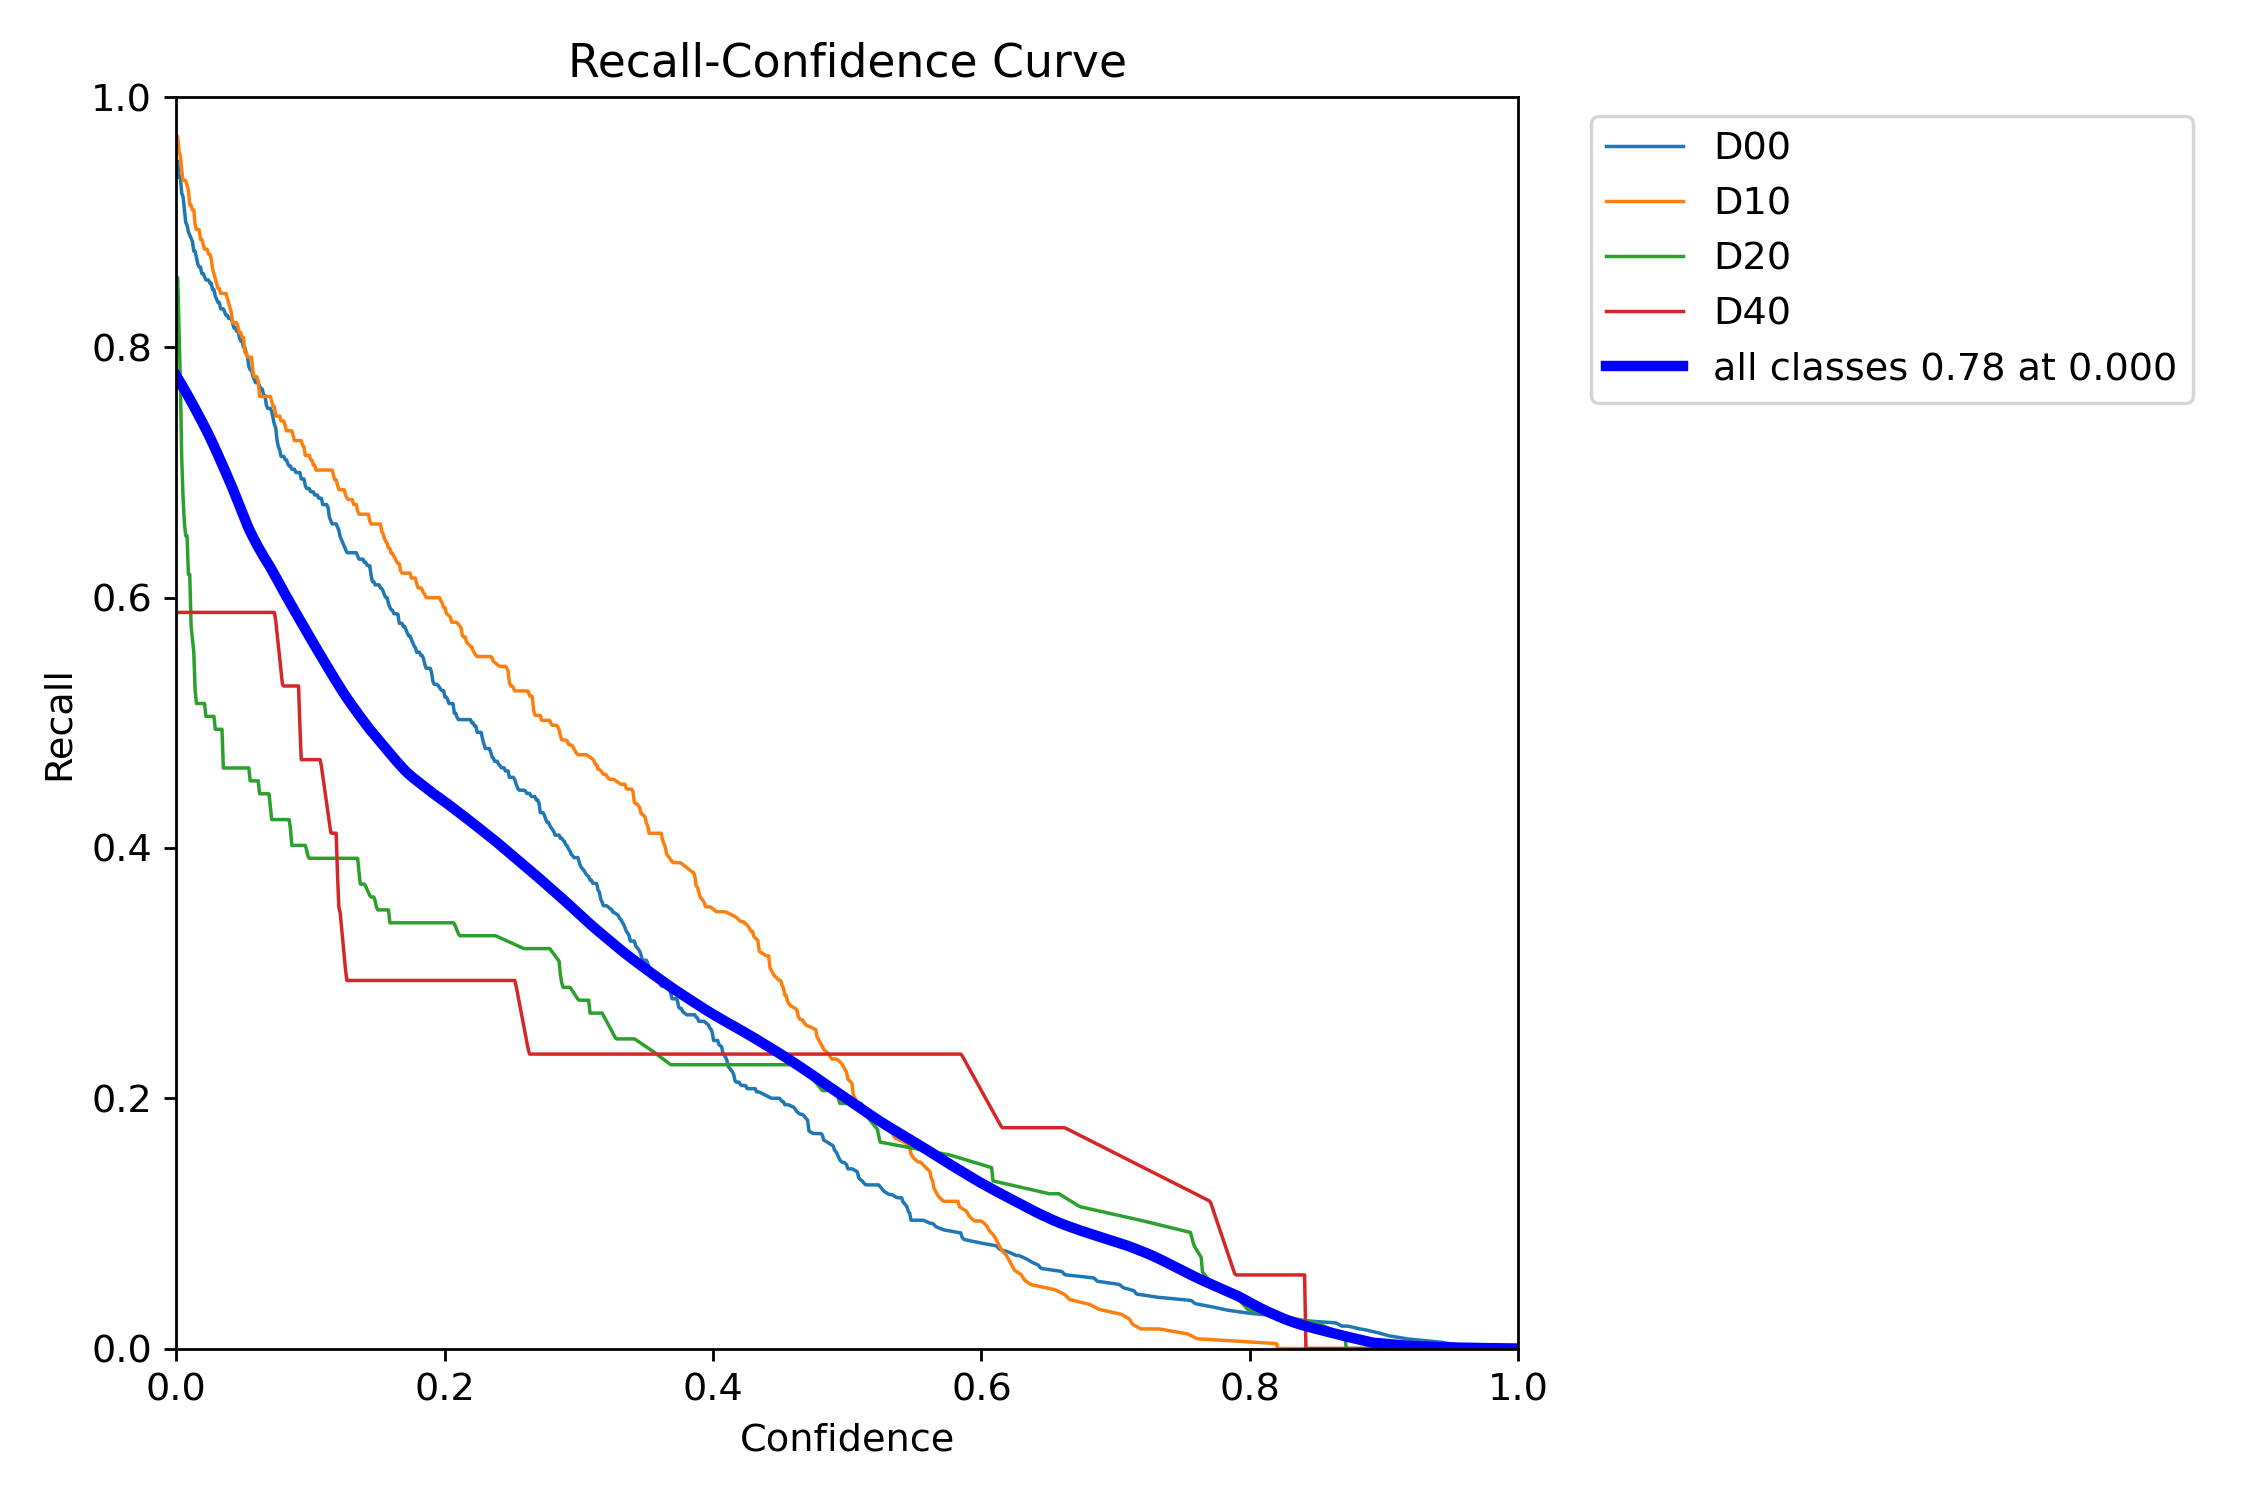 Recall-Confidence Curve
1.0
0.8
0.6
0.4
0.2
0.0
Recall
0.0 0.2 0.4 0.6 0.8 1.0
Confidence
D00
D10
D20
D40
all classes 0.78 at 0.000